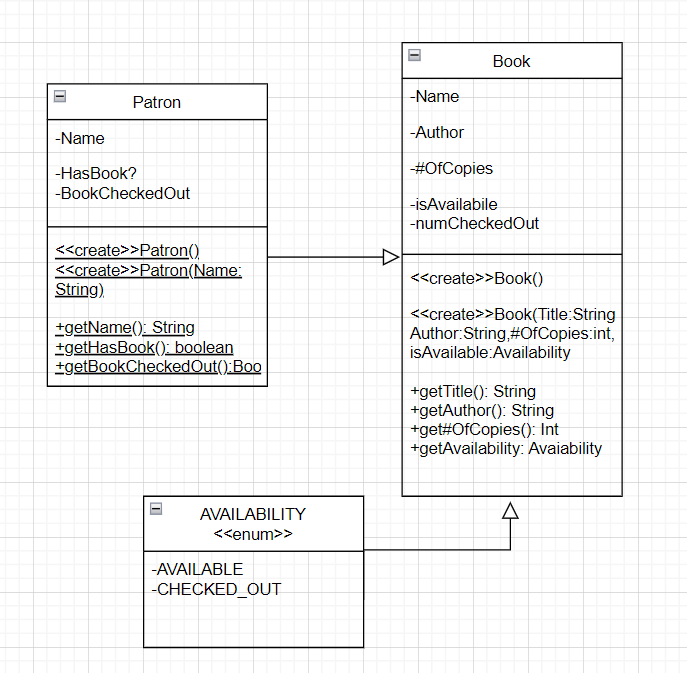 Patron
-Name
-HasBook?
-BookCheckedOut
<<create>>Patron()
<<create>>Patron(Name:
String)
+getName(): String
+getHasBook(): boolean
+getBookCheckedOut():Boo
Book
-Name
-Author
-#OfCopies
-isAvailabile
-numCheckedOut
<<create>>Book()
<<create>>Book(Title:String
Author:String,#OfCopies:int,
isAvailable:Availability
+getTitle(): String
+getAuthor(): String
+get#OfCopies(): Int
+getAvailability: Avaiability
AVAILABILITY
<<enum>>
-AVAILABLE
-CHECKED_OUT